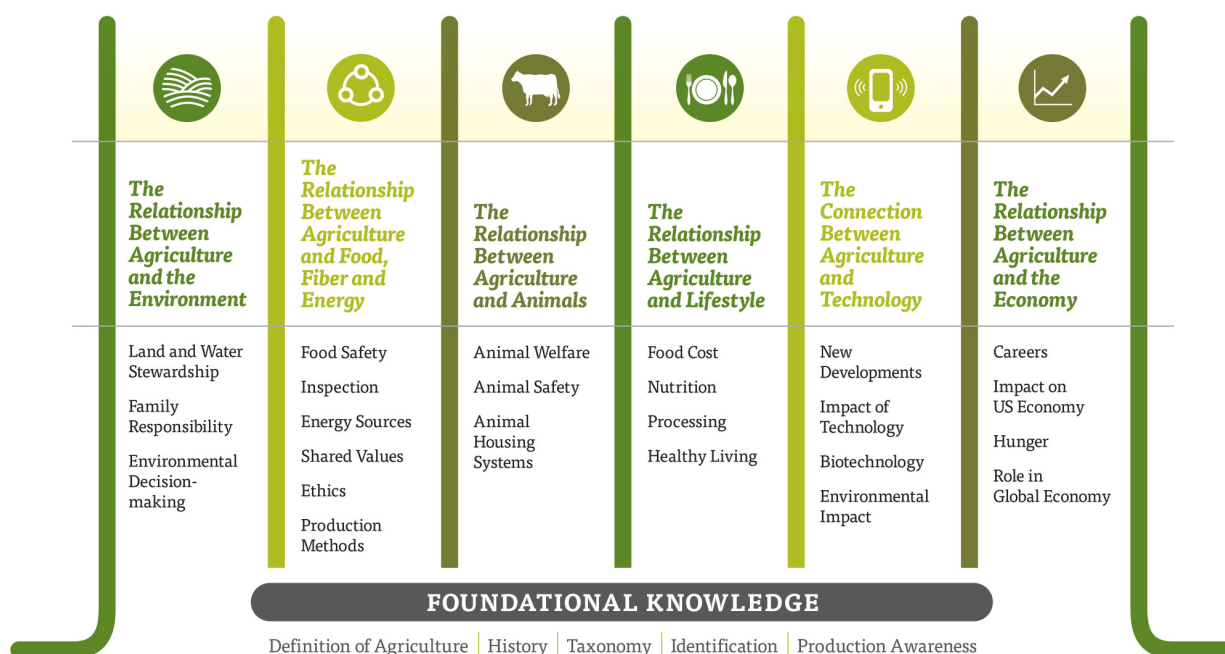 The
Relationship
Between
Agriculture
and the
Environment
Land and Water
Stewardship
Family
Responsibility
Environmental
Decision-
making
The
Relationship
Between
Agriculture
and Food,
Fiber and
Energy
Food Safety
Inspection
Energy Sources
Shared Values
Ethics
Production
Methods
The
Relationship
Between
Agriculture
and Animals
Animal Welfare
Animal Safety
Animal
Housing
Systems
The
Relationship
Between
Agriculture
and Lifestyle
Food Cost
Nutrition
Processing
Healthy Living
The
Connection
Between
Agriculture
and
Technology
New
Developments
Impact of
Technology
Biotechnology
Environmental
Impact
The
Relationship
Between
Agriculture
and the
Economy
Careers
Impact on
US Economy
Hunger
Role in
Global Economy
FOUNDATIONAL KNOWLEDGE
Definition of Agriculture | History | Taxonomy | Identification | Production Awareness